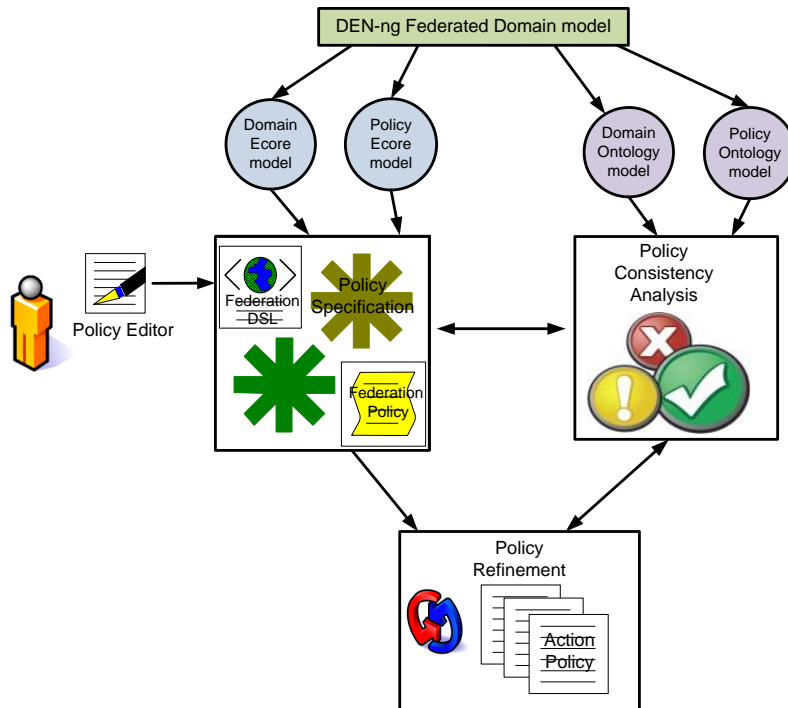 DEN-ng Federated Domain model
Domain
Ecore
model
Policy
Ecore
model
Domain
Ontology
model
Policy
Ontology
model
Policy Editor
Federation
DSL
Policy
Specification
Federation
Policy
Policy
Consistency
Analysis
Policy
Refinement
Action
Policy